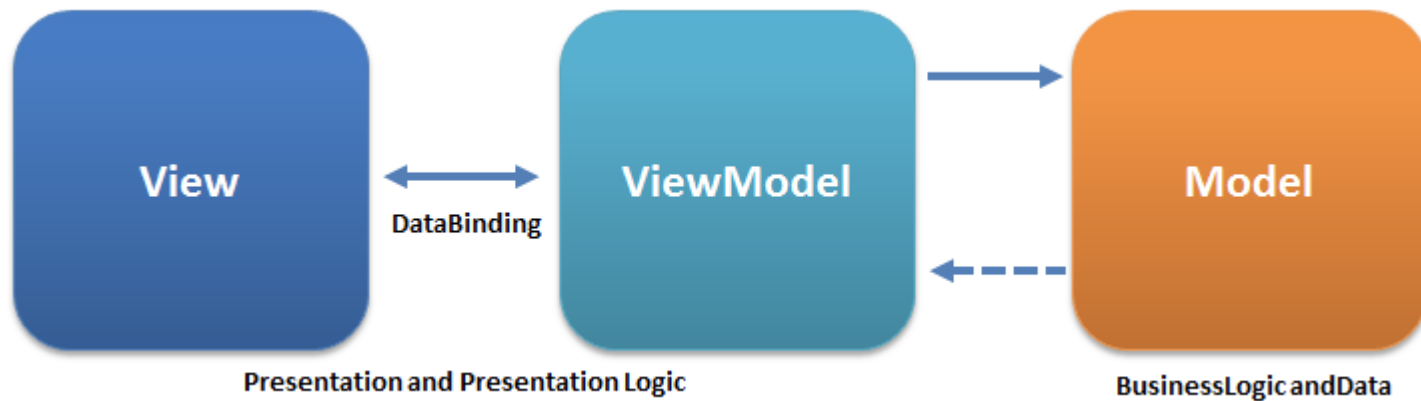 View
ViewModel
Model
DataBinding
Presentation and Presentation Logic
BusinessLogic andData